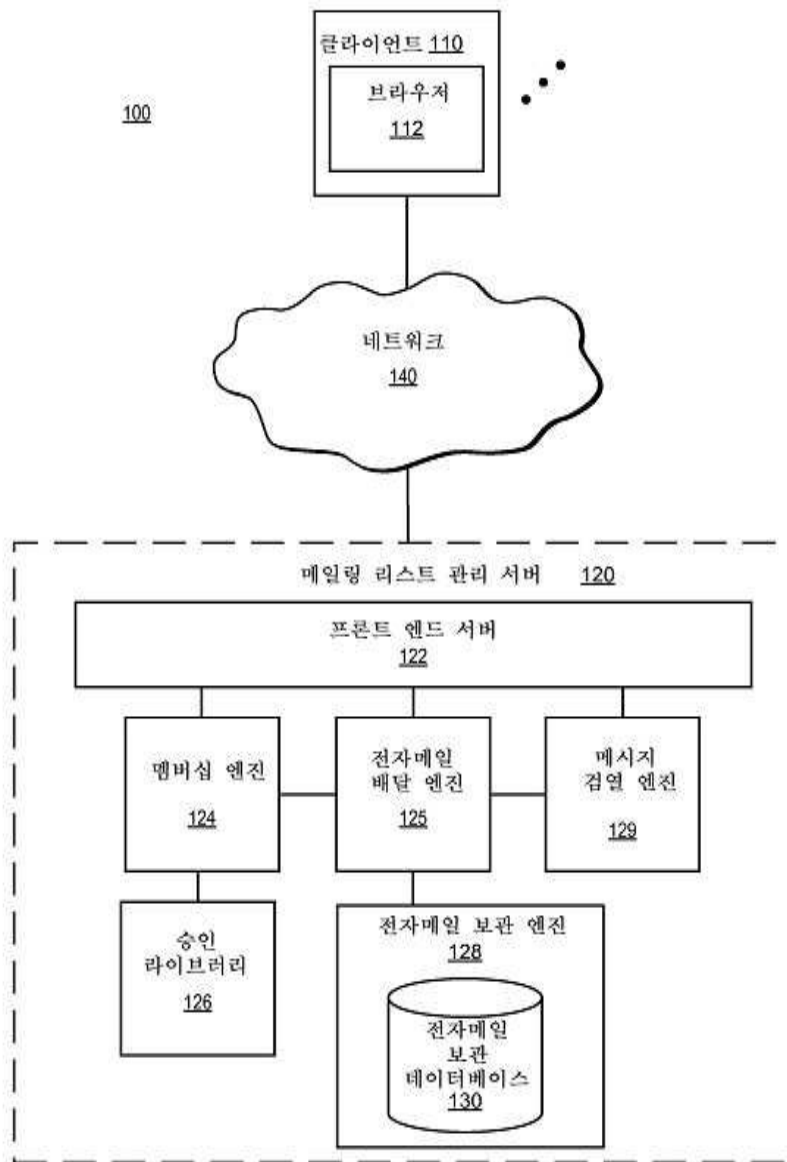 클라이언트 110
브라우저
112
100
네트워크
140
메일링 리스트 관리 서버 120
프론트 엔드 서버
122
멤버십 엔진
124
전자메일
배달 엔진
125
메시지
검열 엔진
129
승인
라이브러리
126
전자메일 보관 엔진
128
전자메일
보관
데이터베이스
130